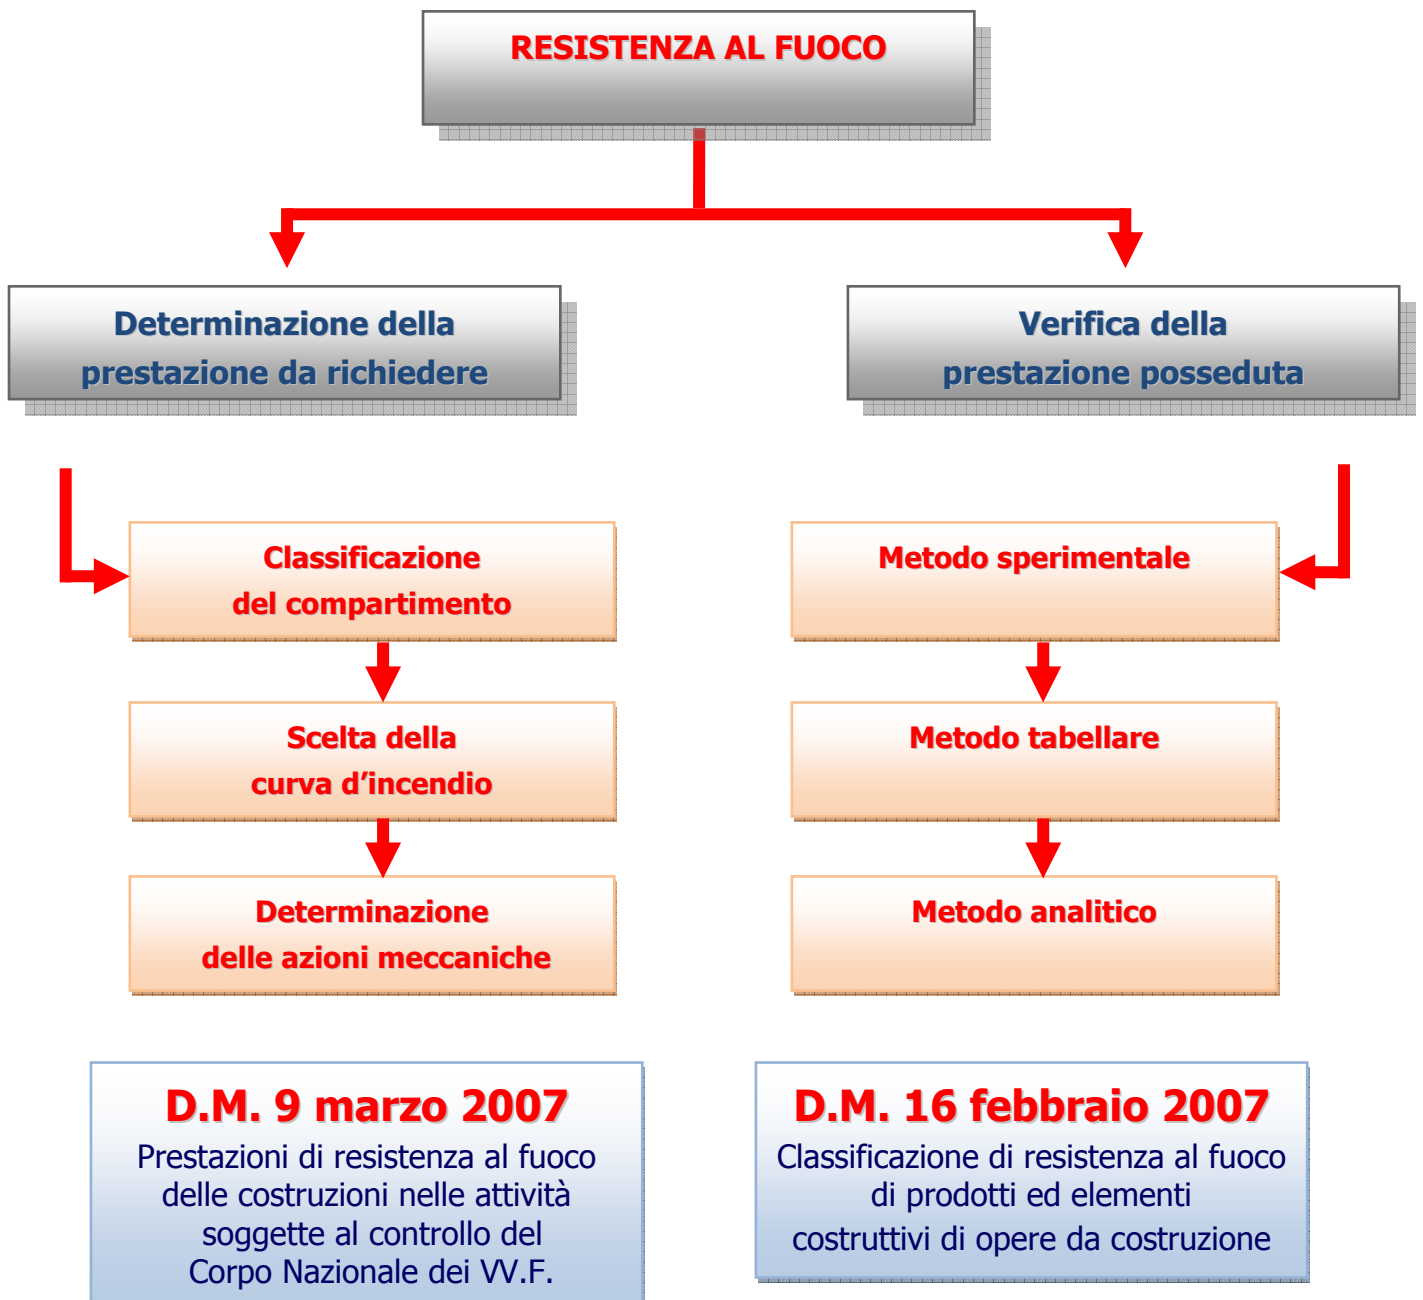 RESISTENZA AL FUOCO
Determinazione della
prestazione da richiedere
Verifica della
prestazione posseduta
Classificazione
del compartimento
Metodo sperimentale
Scelta della
curva d’incendio
Metodo tabellare
Determinazione
delle azioni meccaniche
Metodo analitico
D.M. 9 marzo 2007
Prestazioni di resistenza al fuoco
delle costruzioni nelle attività
soggette al controllo del
Corpo Nazionale dei VV.F.
D.M. 16 febbraio 2007
Classificazione di resistenza al fuoco
di prodotti ed elementi
costruttivi di opere da costruzione